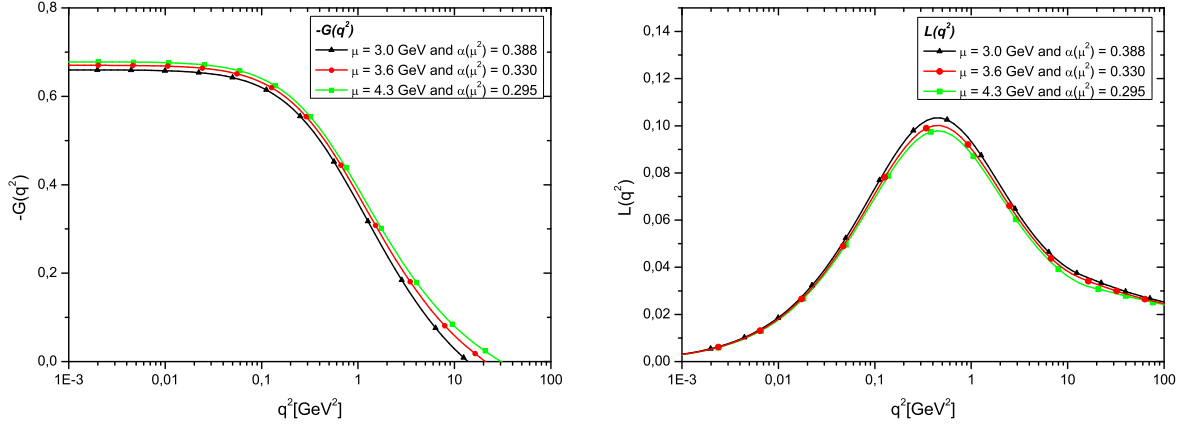 -G(q²)
μ = 3.0 GeV and α(μ²) = 0.388
μ = 3.6 GeV and α(μ²) = 0.330
μ = 4.3 GeV and α(μ²) = 0.295
0,8
0,6
0,4
0,2
0,0
-G(q²)
1E-3
0,01
0,1
1
10
100
q²[GeV²]
L(q²)
μ = 3.0 GeV and α(μ²) = 0.388
μ = 3.6 GeV and α(μ²) = 0.330
μ = 4.3 GeV and α(μ²) = 0.295
0,14
0,12
0,10
0,08
0,06
0,04
0,02
0,00
L(q²)
1E-3
0,01
0,1
1
10
100
q²[GeV²]